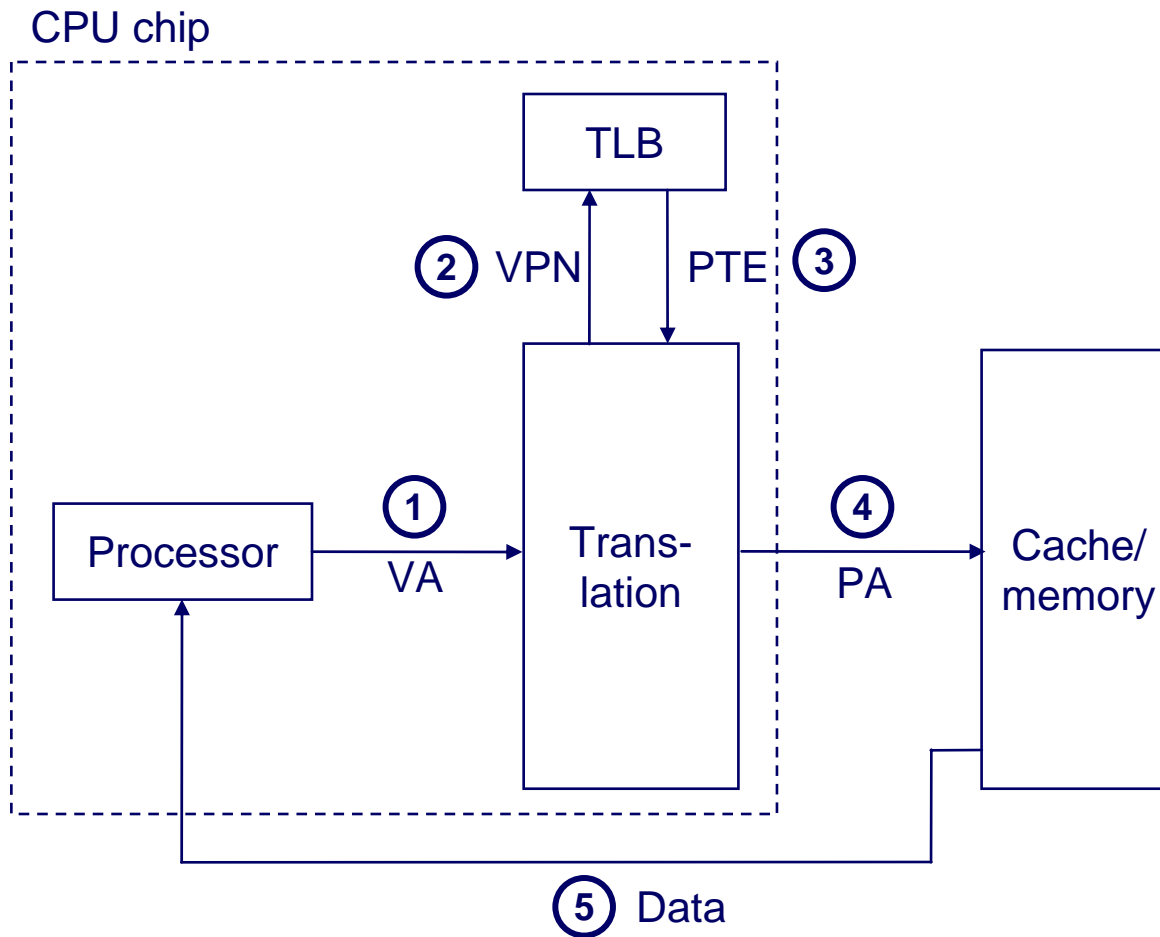 CPU chip
TLB
2 VPN
PTE 3
1
VA
Processor
Trans-
lation
4
PA
Cache/
memory
5 Data